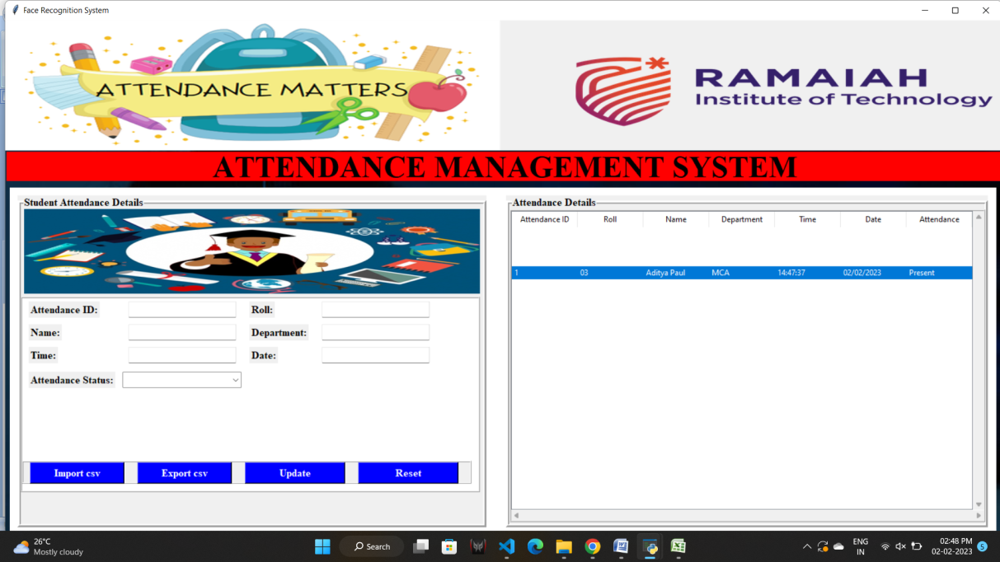 Face Recognition System
ATTENDANCE MATTERS
RAMAIAH
Institute of Technology
ATTENDANCE MANAGEMENT SYSTEM
Student Attendance Details
Attendance ID:
Roll:
Name:
Department:
Time:
Date:
Attendance Status:
Import csv
Export csv
Update
Reset
Attendance Details
Attendance ID Roll Name Department Time Date Attendance
1 03 Aditya Paul MCA 14:47:37 02/02/2023 Present
26°C
Mostly cloudy
Search
ENG
IN
02:48 PM
02-02-2023
5